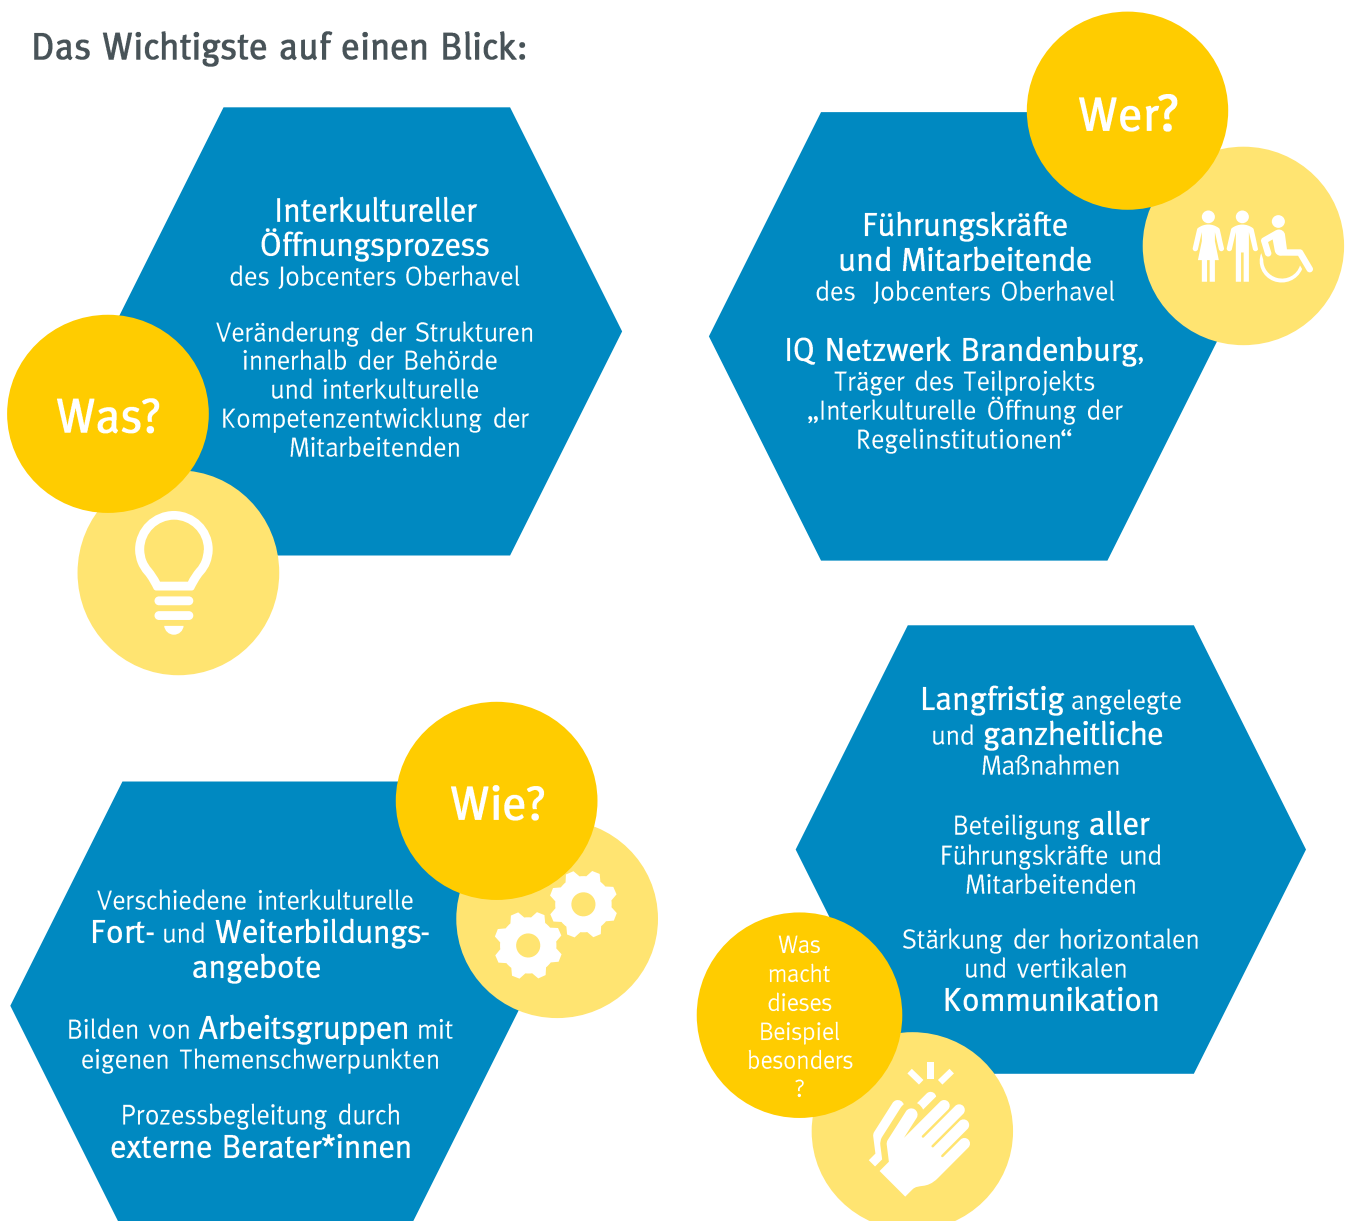 Das Wichtigste auf einen Blick:
Was?
Interkultureller
Öffnungsprozess
des Jobcenters Oberhavel
Veränderung der Strukturen
innerhalb der Behörde
und interkulturelle
Kompetenzentwicklung der
Mitarbeitenden
Wer?
Führungskräfte
und Mitarbeitende
des Jobcenters Oberhavel
IQ Netzwerk Brandenburg,
Träger des Teilprojekts
„Interkulturelle Öffnung der
Regelinstitutionen“
Wie?
Verschiedene interkulturelle
Fort- und Weiterbildungs-
angebote
Bilden von Arbeitsgruppen mit
eigenen Themenschwerpunkten
Prozessbegleitung durch
externe Berater*innen
Was
macht
dieses
Beispiel
besonders
?
Langfristig angelegte
und ganzheitliche
Maßnahmen
Beteiligung aller
Führungskräfte und
Mitarbeitenden
Stärkung der horizontalen
und vertikalen
Kommunikation